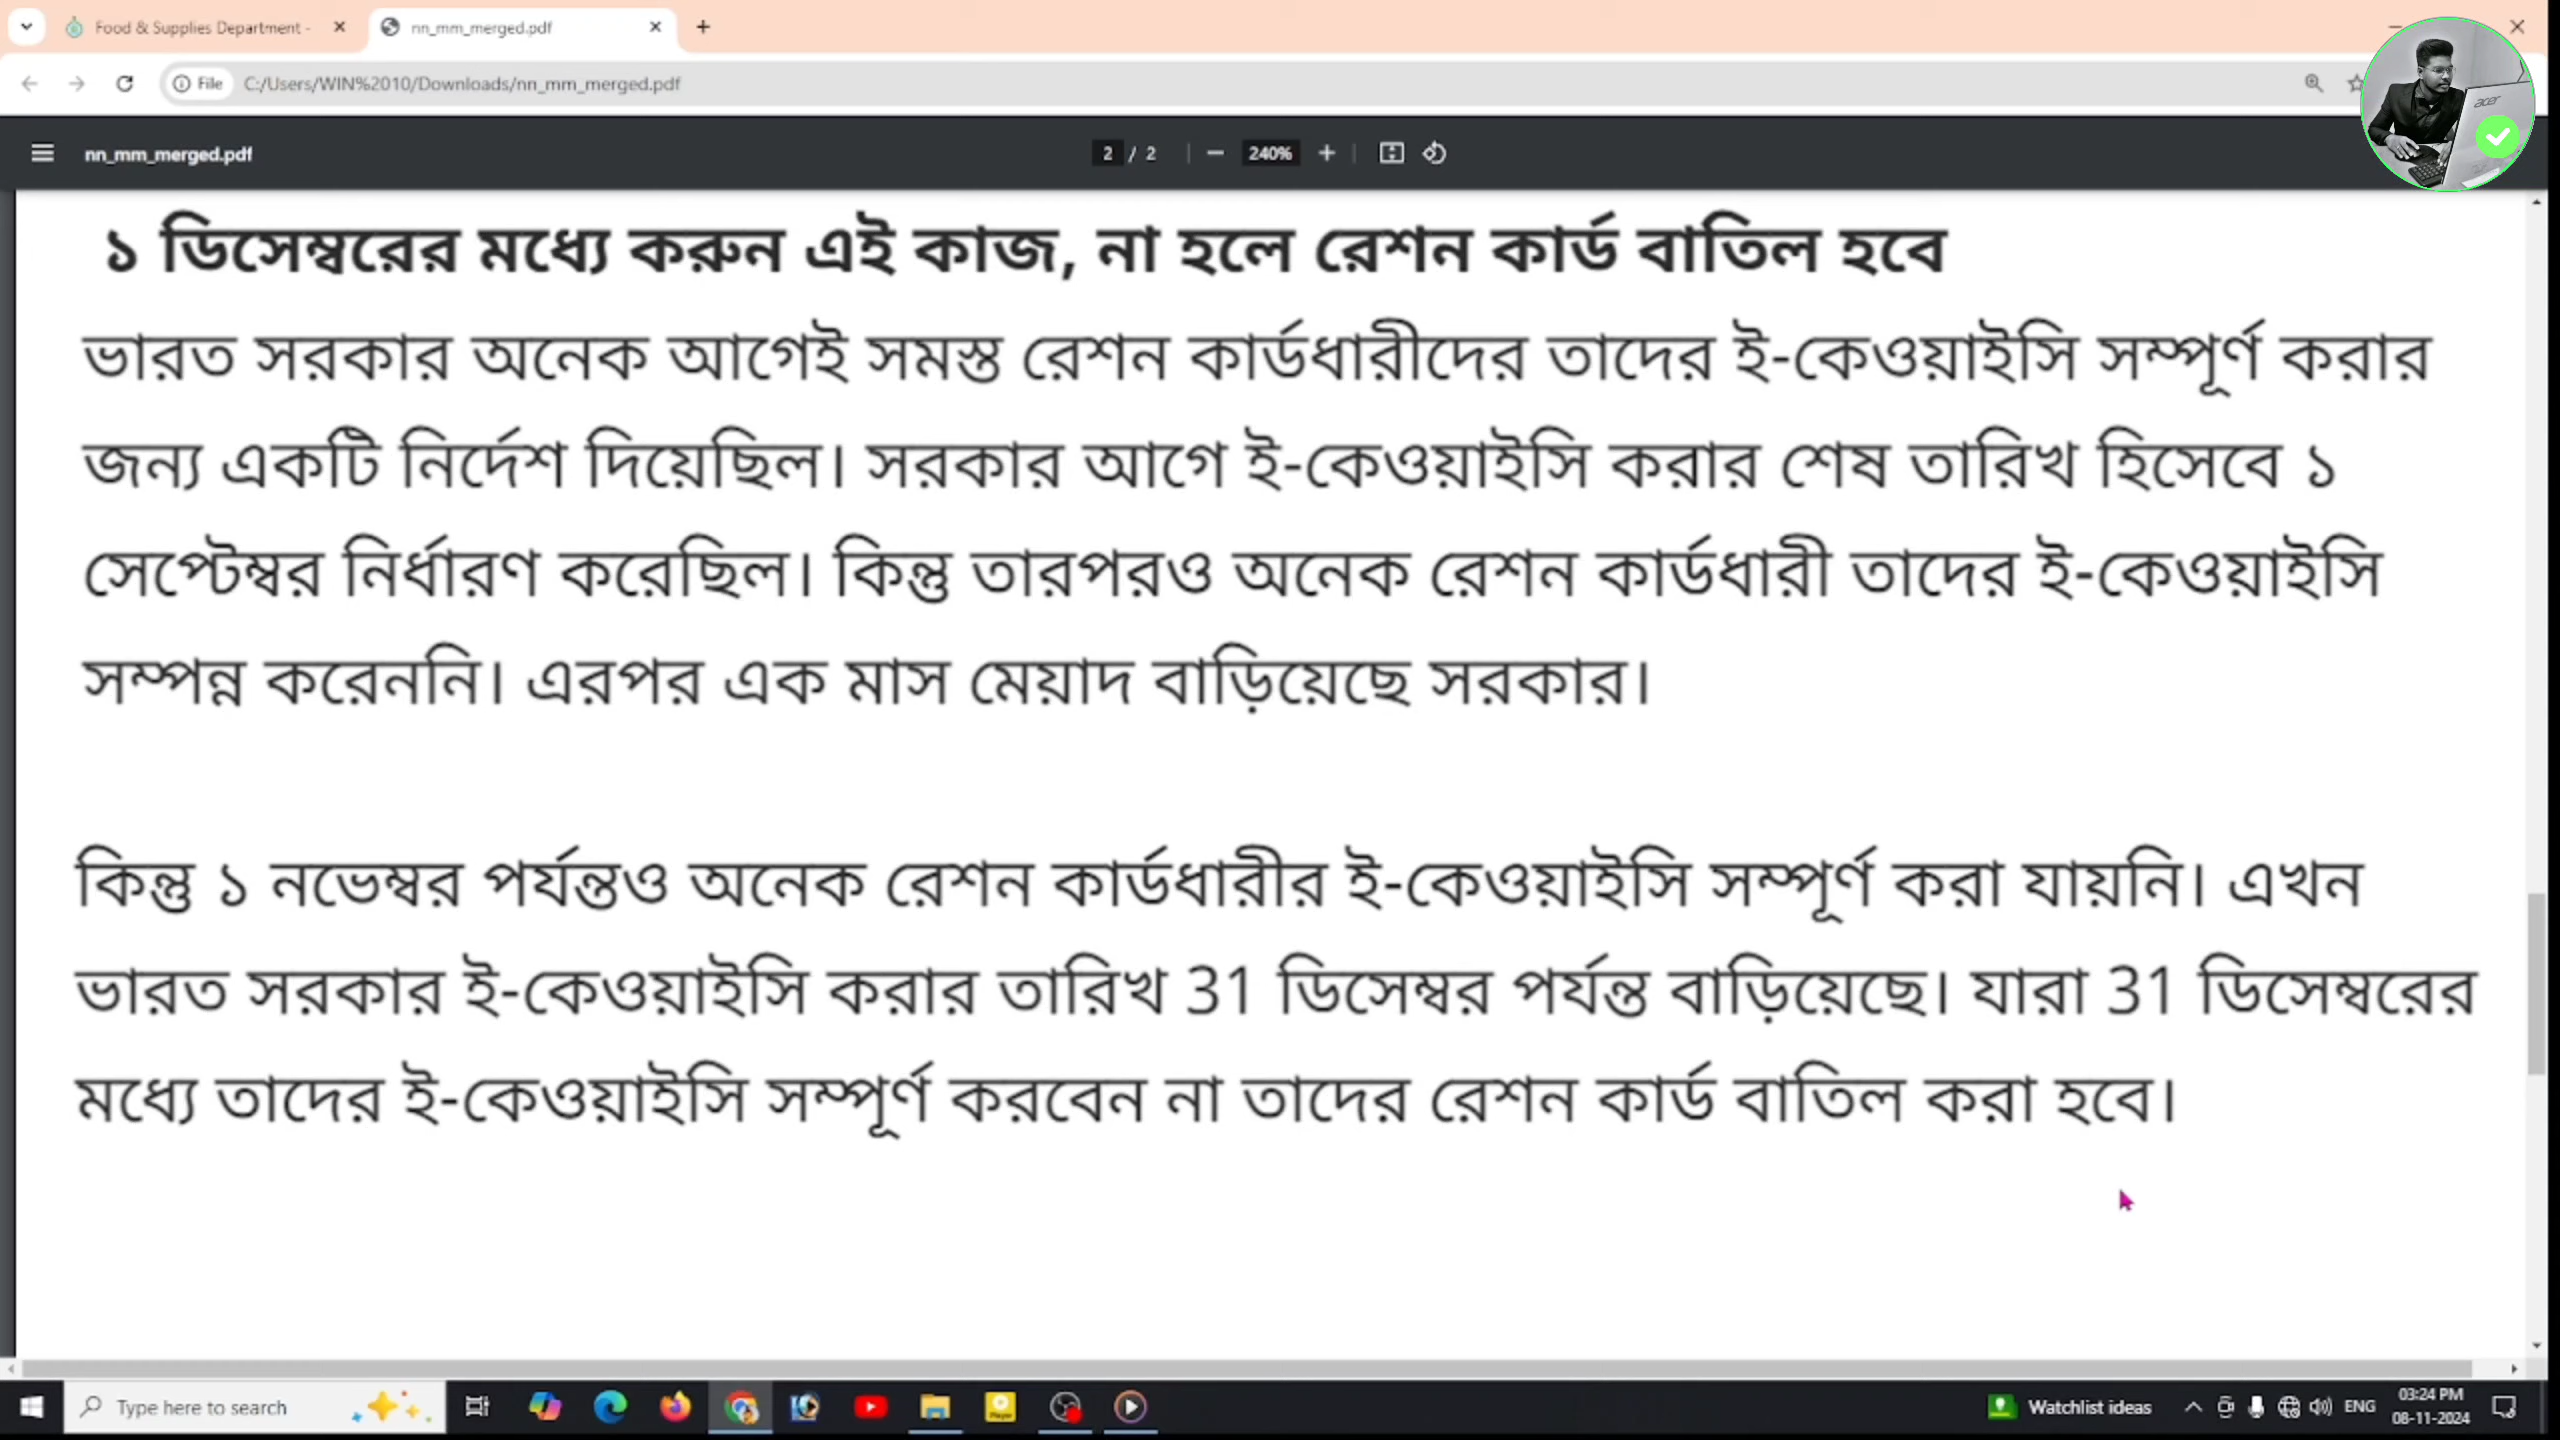 Food & Supplies Department -
nn_mm_merged.pdf
File C:/Users/WIN%2010/Downloads/nn_mm_merged.pdf
acer
nn_mm_merged.pdf
2 / 2
240%
১ ডিসেম্বরের মধ্যে করুন এই কাজ, না হলে রেশন কার্ড বাতিল হবে
ভারত সরকার অনেক আগেই সমস্ত রেশন কার্ডধারীদের তাদের ই-কেওয়াইসি সম্পূর্ণ করার
জন্য একটি নির্দেশ দিয়েছিল। সরকার আগে ই-কেওয়াইসি করার শেষ তারিখ হিসেবে ১
সেপ্টেম্বর নির্ধারণ করেছিল। কিন্তু তারপরও অনেক রেশন কার্ডধারী তাদের ই-কেওয়াইসি
সম্পন্ন করেননি। এরপর এক মাস মেয়াদ বাড়িয়েছে সরকার।
কিন্তু ১ নভেম্বর পর্যন্তও অনেক রেশন কার্ডধারীর ই-কেওয়াইসি সম্পূর্ণ করা যায়নি। এখন
ভারত সরকার ই-কেওয়াইসি করার তারিখ 31 ডিসেম্বর পর্যন্ত বাড়িয়েছে। যারা 31 ডিসেম্বরের
মধ্যে তাদের ই-কেওয়াইসি সম্পূর্ণ করবেন না তাদের রেশন কার্ড বাতিল করা হবে।
Type here to search
Watchlist ideas
ENG
03:24 PM
08-11-2024